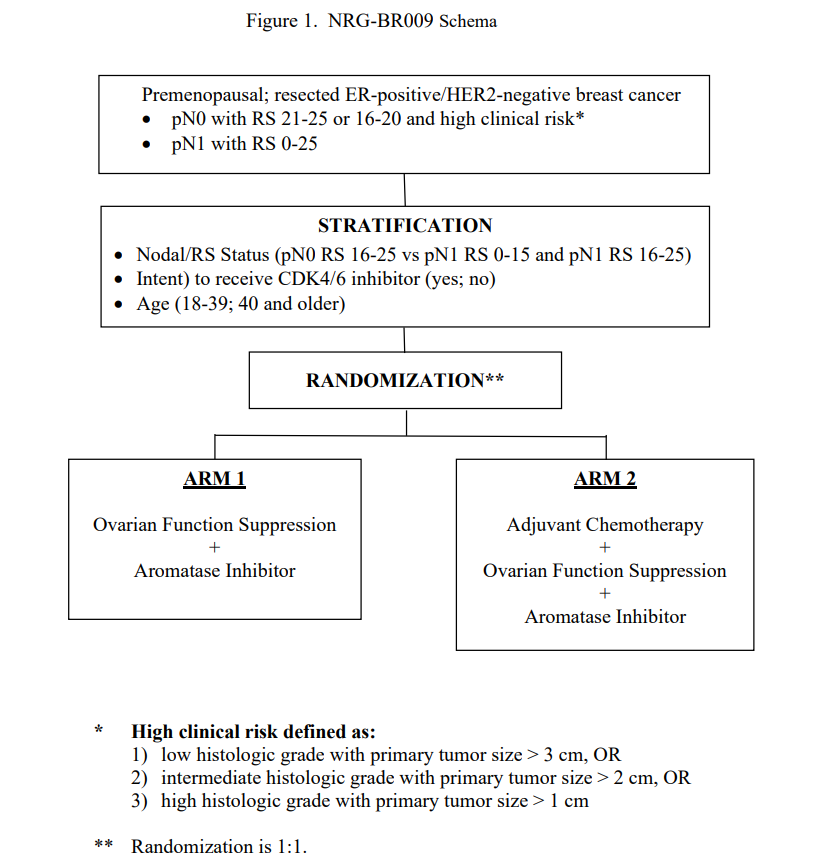 Figure 1. NRG-BR009 Schema
Premenopausal; resected ER-positive/HER2-negative breast cancer
• pN0 with RS 21-25 or 16-20 and high clinical risk*
• pN1 with RS 0-25
STRATIFICATION
• Nodal/RS Status (pN0 RS 16-25 vs pN1 RS 0-15 and pN1 RS 16-25)
• Intent) to receive CDK4/6 inhibitor (yes; no)
• Age (18-39; 40 and older)
RANDOMIZATION**
ARM 1
Ovarian Function Suppression
+
Aromatase Inhibitor
ARM 2
Adjuvant Chemotherapy
+
Ovarian Function Suppression
+
Aromatase Inhibitor
* High clinical risk defined as:
1) low histologic grade with primary tumor size > 3 cm, OR
2) intermediate histologic grade with primary tumor size > 2 cm, OR
3) high histologic grade with primary tumor size > 1 cm
** Randomization is 1:1.